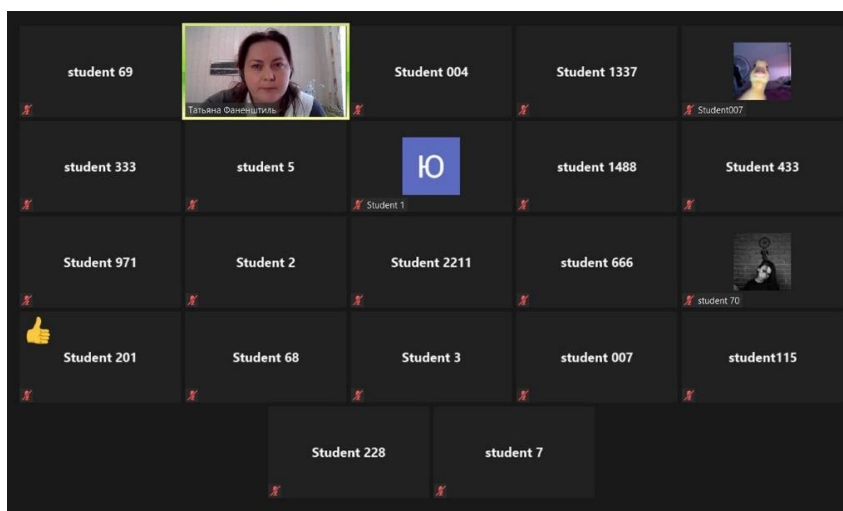 student 69
Татьяна Фаненштиль
Student 004
Student 1337
Student007
student 333
student 5
Ю
Student 1
student 1488
Student 433
Student 971
Student 2
Student 2211
student 666
student 70
Student 201
Student 68
Student 3
student 007
student115
Student 228
student 7